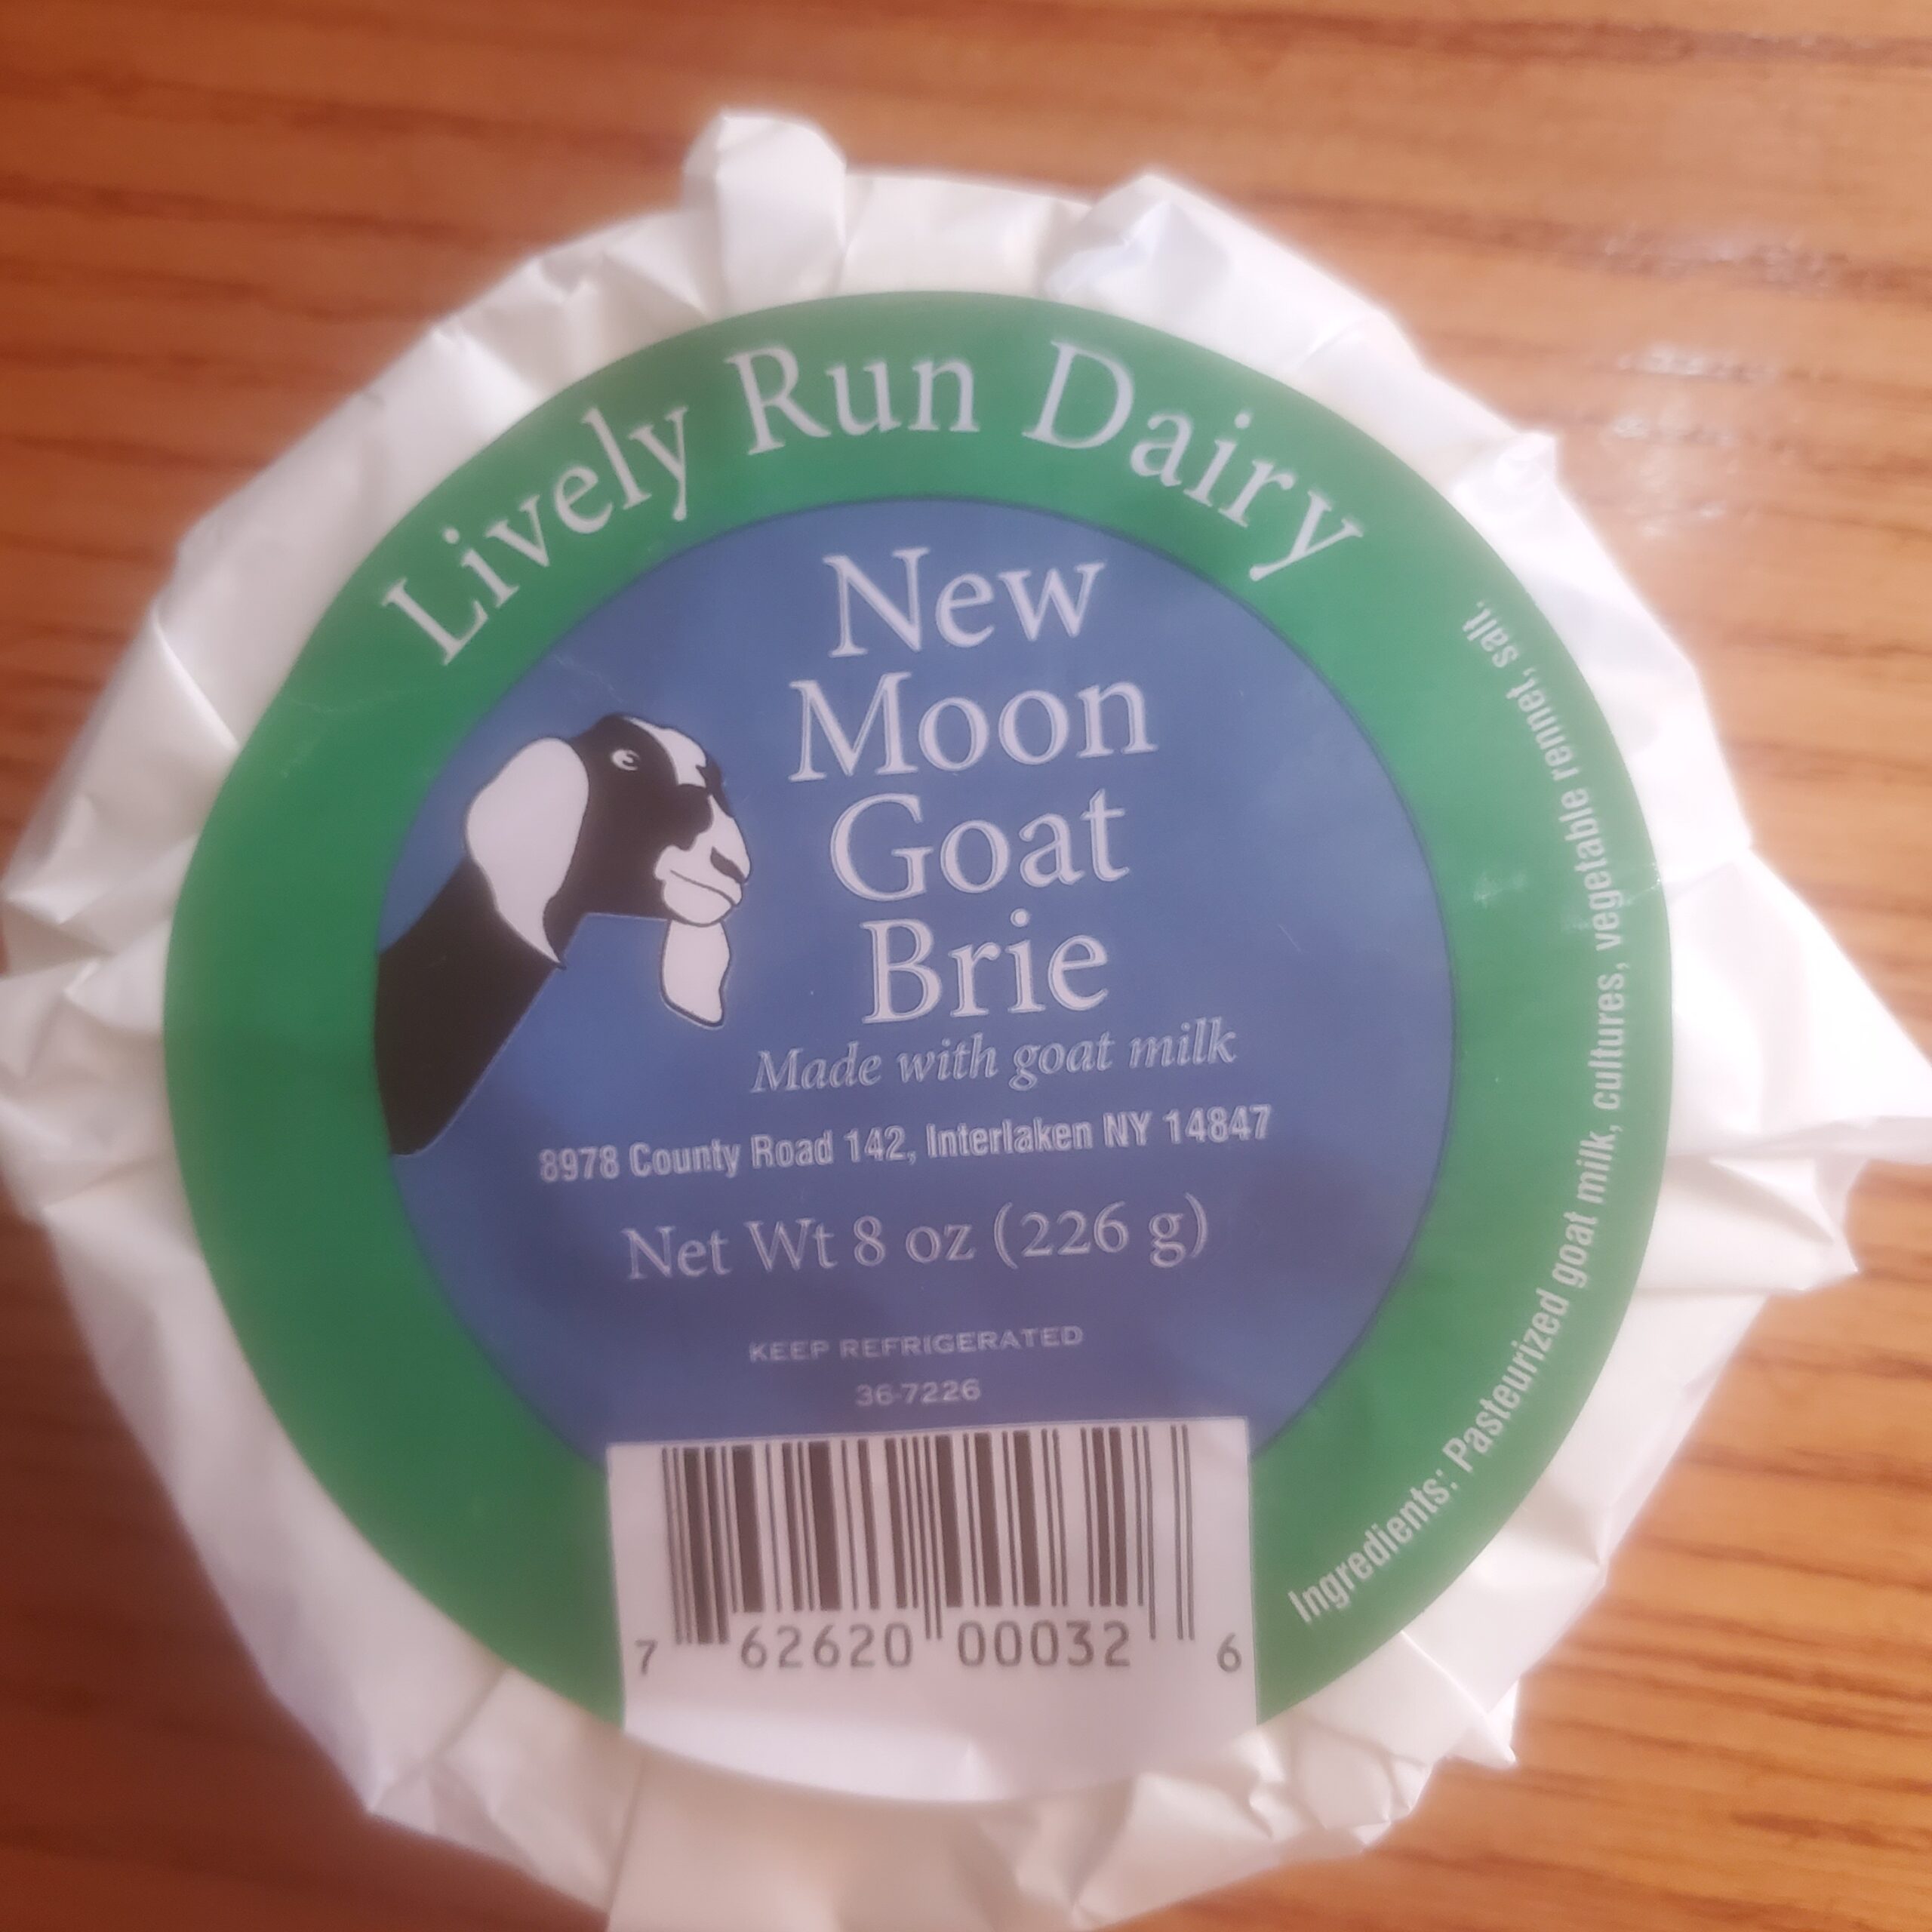 Lively Run Dairy
New
Moon
Goat
Brie
Made with goat milk
8978 County Road 142, Interlaken NY 14847
Net Wt 8 oz (226 g)
KEEP REFRIGERATED
36-7226
7 62620 00032 6
Ingredients: Pasteurized goat milk, cultures, vegetable rennet, salt.